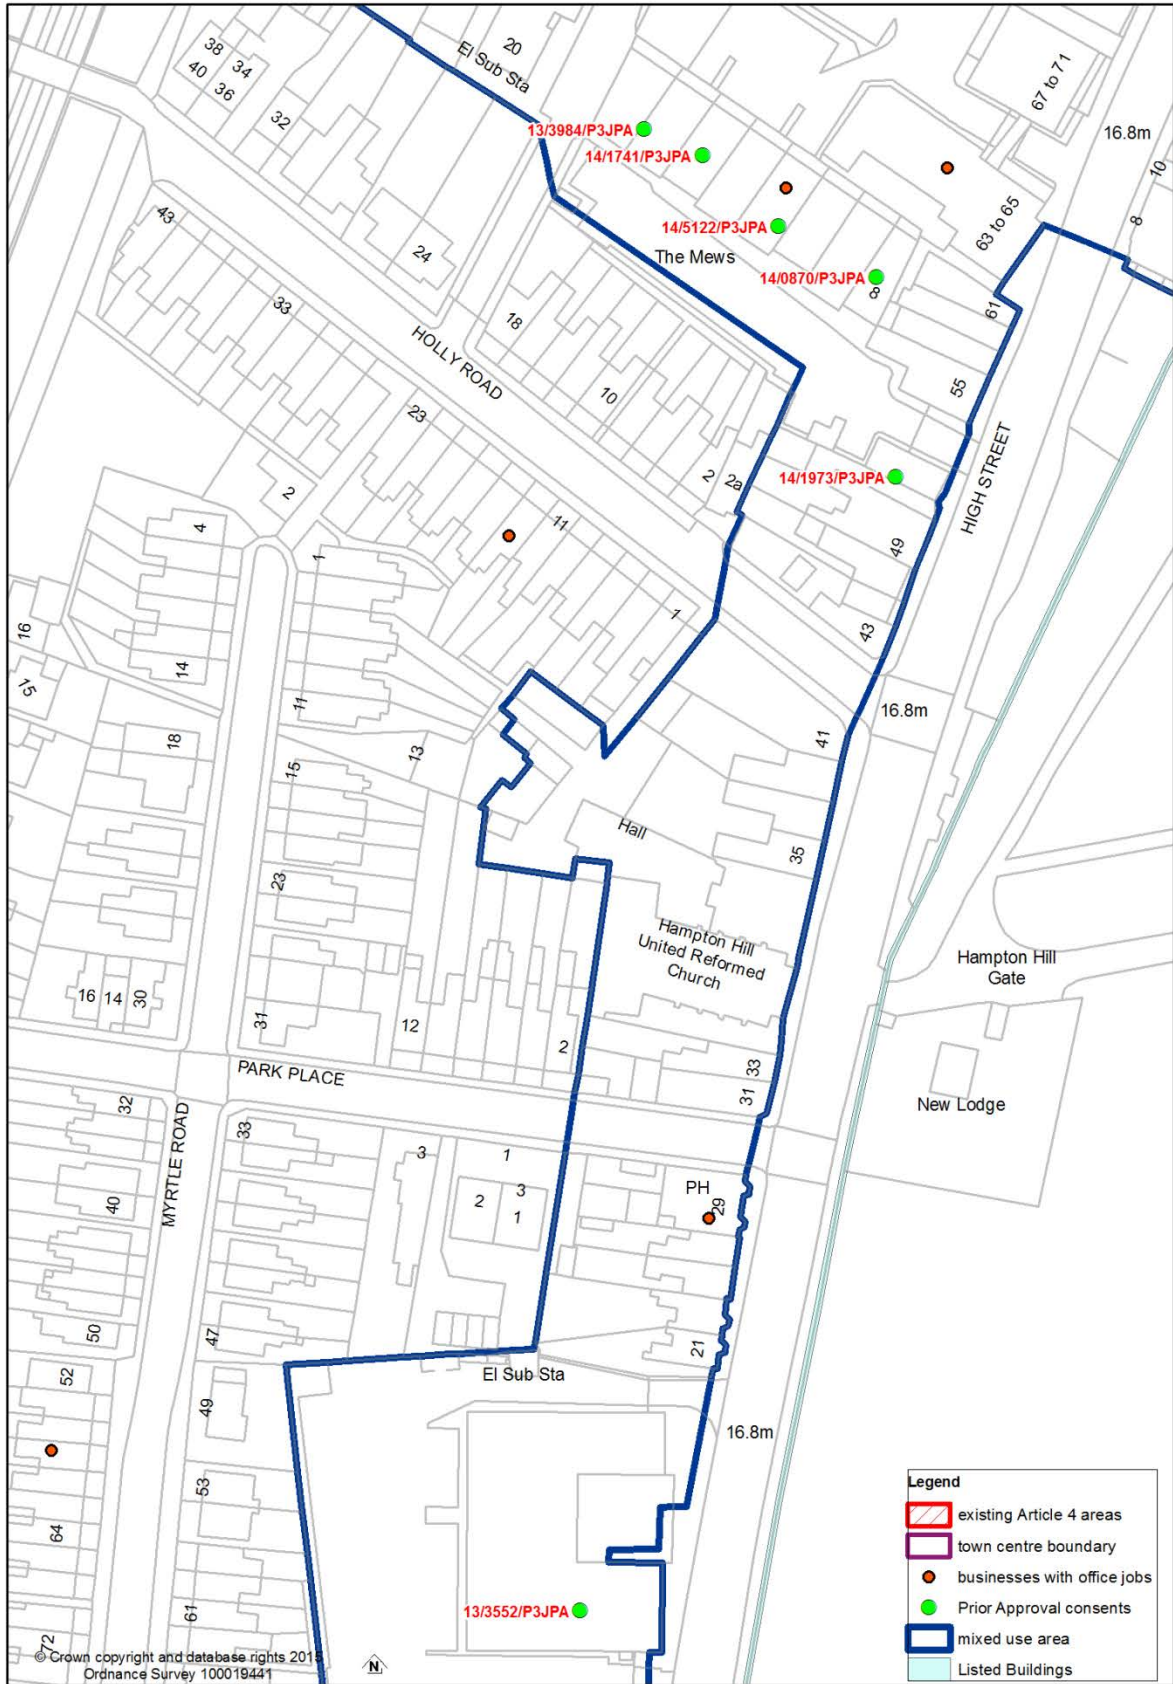 20
El Sub Sta
38
34
40
36
32
67 to 71
16.8m
13/3984/P3JPA
14/1741/P3JPA
10
14/5122/P3JPA
63 to 65
8
43
24
The Mews
14/0870/P3JPA
8
61
33
18
HOLLY ROAD
10
55
23
HIGH STREET
2
2a
14/1973/P3JPA
2
4
11
49
1
1
43
16
14
15
11
16.8m
18
13
41
15
Hall
35
23
Hampton Hill
United Reformed
Church
Hampton Hill
Gate
16
14
30
31
12
2
33
31
PARK PLACE
New Lodge
32
33
MYRTLE ROAD
3
1
40
2
3
1
PH
29
50
47
21
52
El Sub Sta
49
16.8m
53
64
61
72
13/3552/P3JPA
Legend
existing Article 4 areas
town centre boundary
businesses with office jobs
Prior Approval consents
mixed use area
Listed Buildings
© Crown copyright and database rights 2015
Ordnance Survey 100019441
N